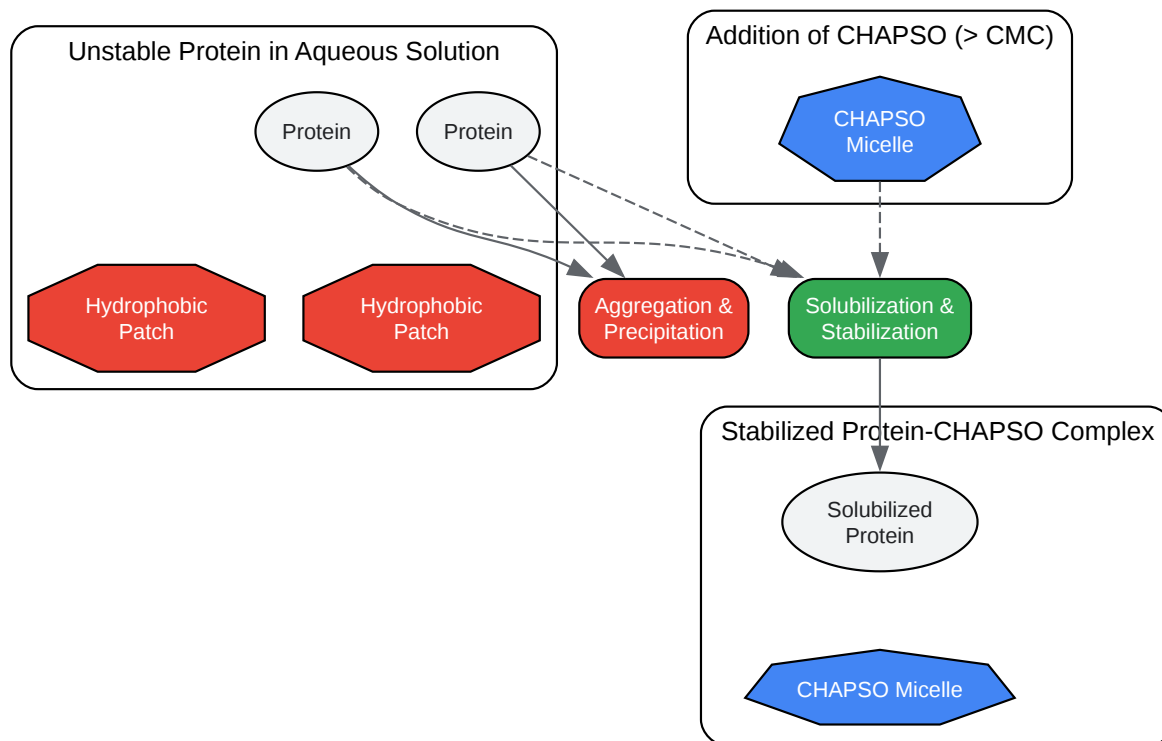 Unstable Protein in Aqueous Solution
Addition of CHAPSO (> CMC)
Protein
Protein
CHAPSO
Micelle
Hydrophobic
Patch
Hydrophobic
Patch
Aggregation &
Precipitation
Solubilization &
Stabilization
Stabilized Protein-CHAPSO Complex
Solubilized
Protein
CHAPSO Micelle